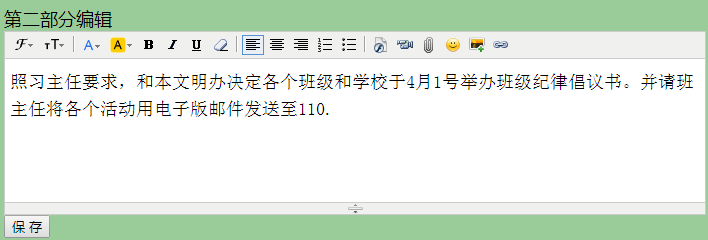 第二部分编辑
照习主任要求，和本文明办决定各个班级和学校于4月1号举办班级纪律倡议书。并请班
主任将各个活动用电子版邮件发送至110.
保 存